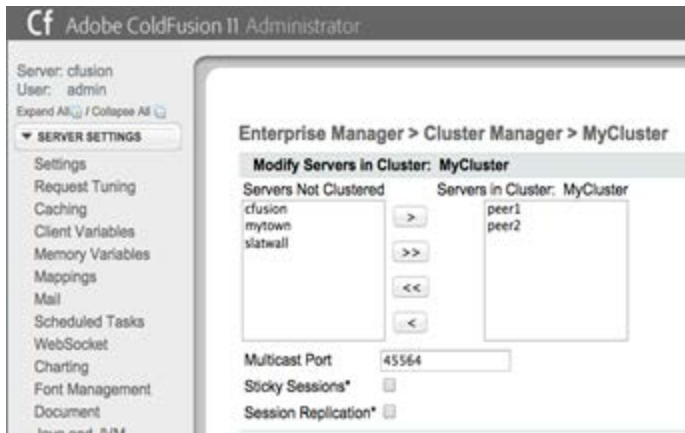 Cf Adobe ColdFusion 11 Administrator
Server: cfusion
User: admin
Expand All / Collapse All
SERVER SETTINGS
Settings
Request Tuning
Caching
Client Variables
Memory Variables
Mappings
Mail
Scheduled Tasks
WebSocket
Charting
Font Management
Document
Java and JVM
Enterprise Manager > Cluster Manager > MyCluster
Modify Servers in Cluster: MyCluster
Servers Not Clustered Servers in Cluster: MyCluster
cfusion
mytown
slatwall
>
>>
<<
<
peer1
peer2
Multicast Port 45564
Sticky Sessions*
Session Replication*